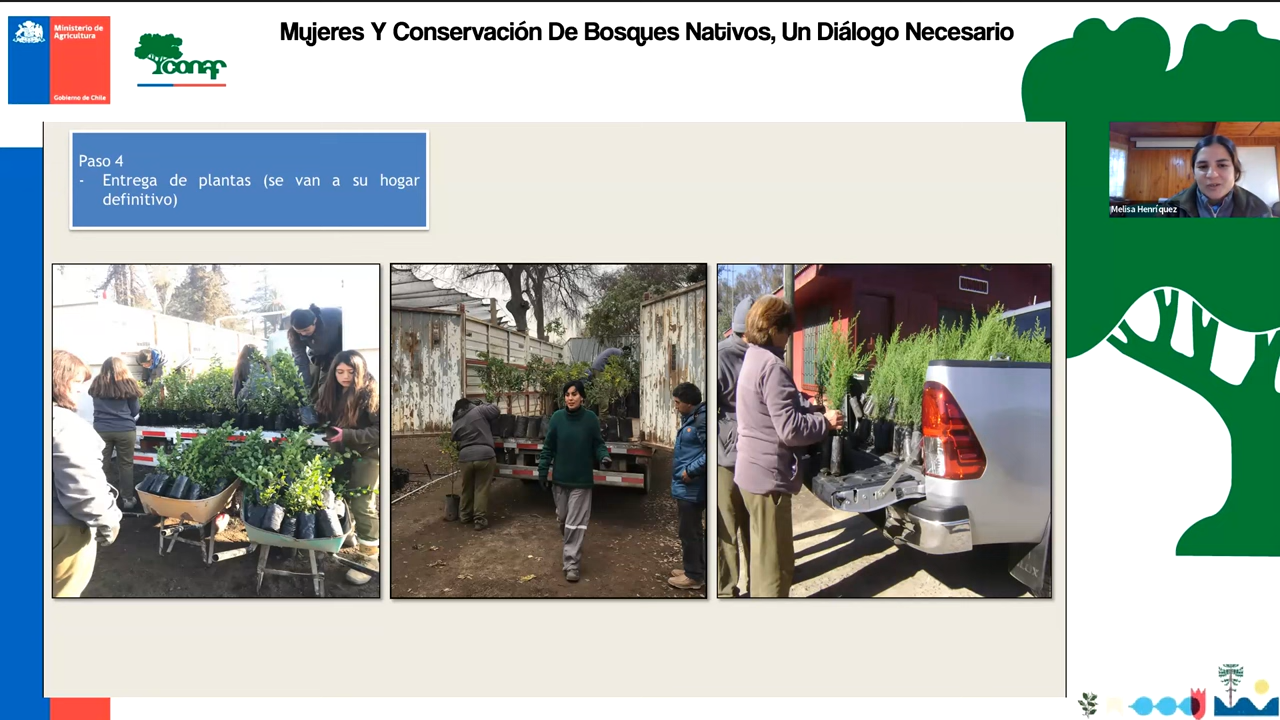 Mujeres Y Conservación De Bosques Nativos, Un Diálogo Necesario
Ministerio de
Agricultura
Gobierno de Chile
conaf
Paso 4
- Entrega de plantas (se van a su hogar
definitivo)
Melisa Henríquez